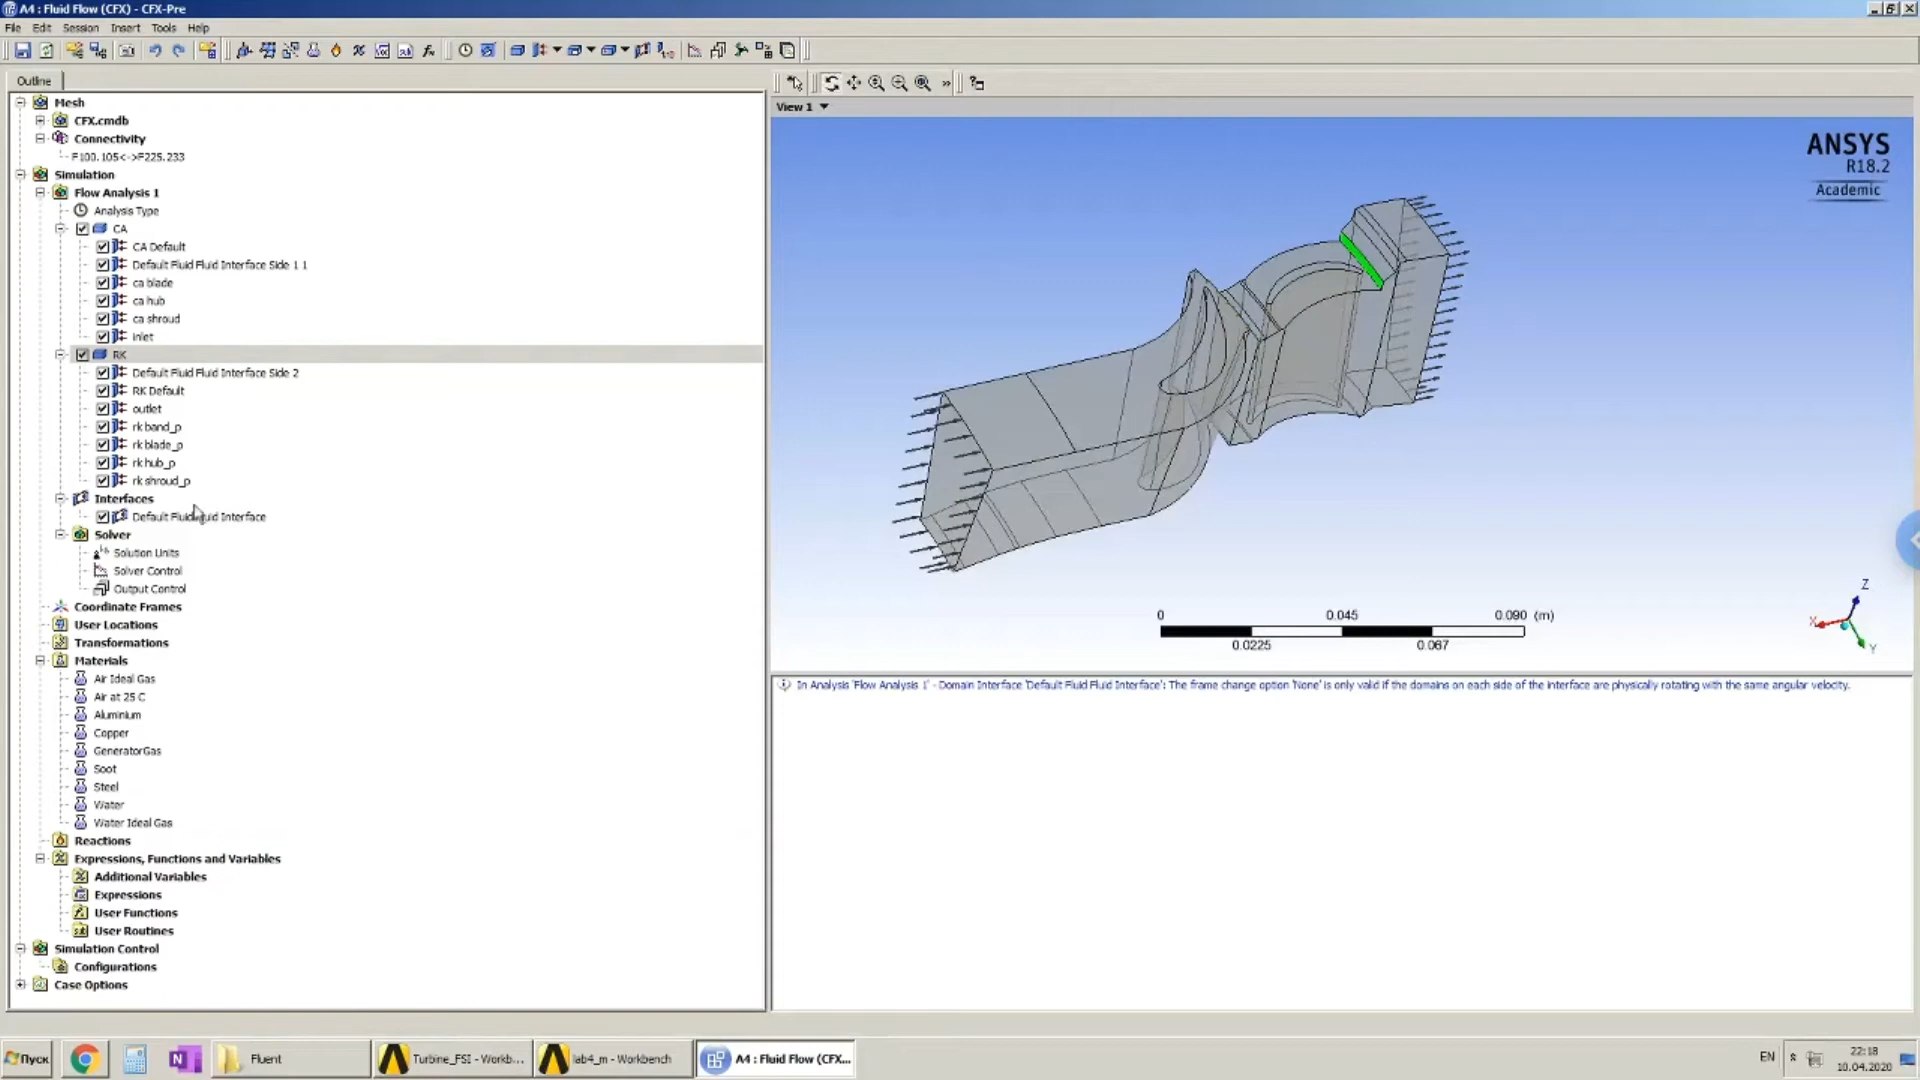 A4 : Fluid Flow (CFX) - CFX-Pre
File Edit Session Insert Tools Help
Outline
Mesh
CFX.cmdb
Connectivity
F100.105<->F225.233
Simulation
Flow Analysis 1
Analysis Type
CA
CA Default
Default Fluid Fluid Interface Side 1 1
ca blade
ca hub
ca shroud
inlet
RK
Default Fluid Fluid Interface Side 2
RK Default
outlet
rk band_p
rk blade_p
rk hub_p
rk shroud_p
Interfaces
Default Fluid Fluid Interface
Solver
Solution Units
Solver Control
Output Control
Coordinate Frames
User Locations
Transformations
Materials
Air Ideal Gas
Air at 25 C
Aluminium
Copper
GeneratorGas
Soot
Steel
Water
Water Ideal Gas
Reactions
Expressions, Functions and Variables
Additional Variables
Expressions
User Functions
User Routines
Simulation Control
Configurations
Case Options
View 1
ANSYS
R18.2
Academic
0 0.045 0.090 (m)
0.0225 0.067
Z
X
Y
In Analysis 'Flow Analysis 1' - Domain Interface 'Default Fluid Fluid Interface': The frame change option 'None' is only valid if the domains on each side of the interface are physically rotating with the same angular velocity.
Пуск
Fluent
Turbine_FSI - Workb...
lab4_m - Workbench
A4 : Fluid Flow (CFX...
EN
22:18
10.04.2020